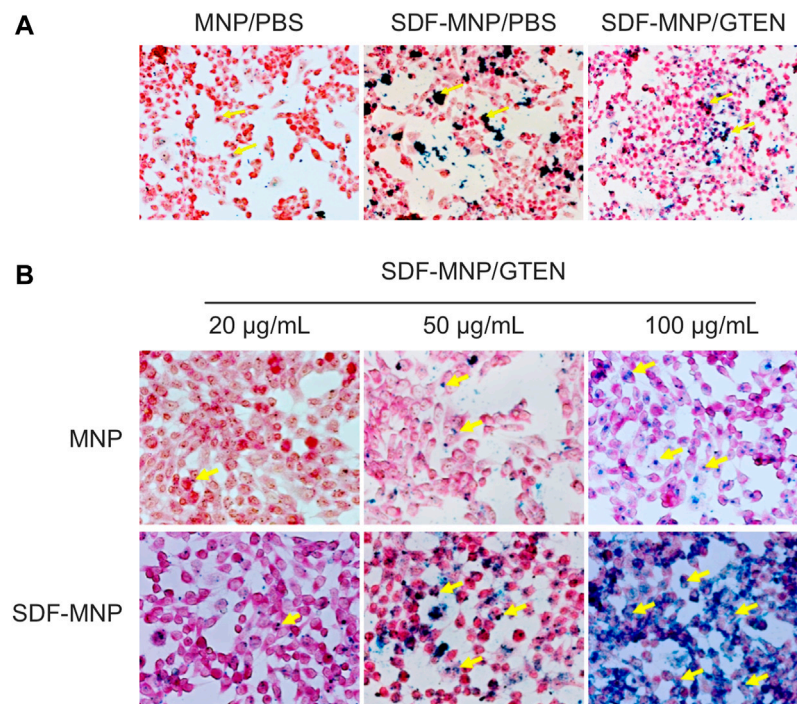 A
MNP/PBS SDF-MNP/PBS SDF-MNP/GTEN
B
SDF-MNP/GTEN
20 µg/mL 50 µg/mL 100 µg/mL
MNP
SDF-MNP